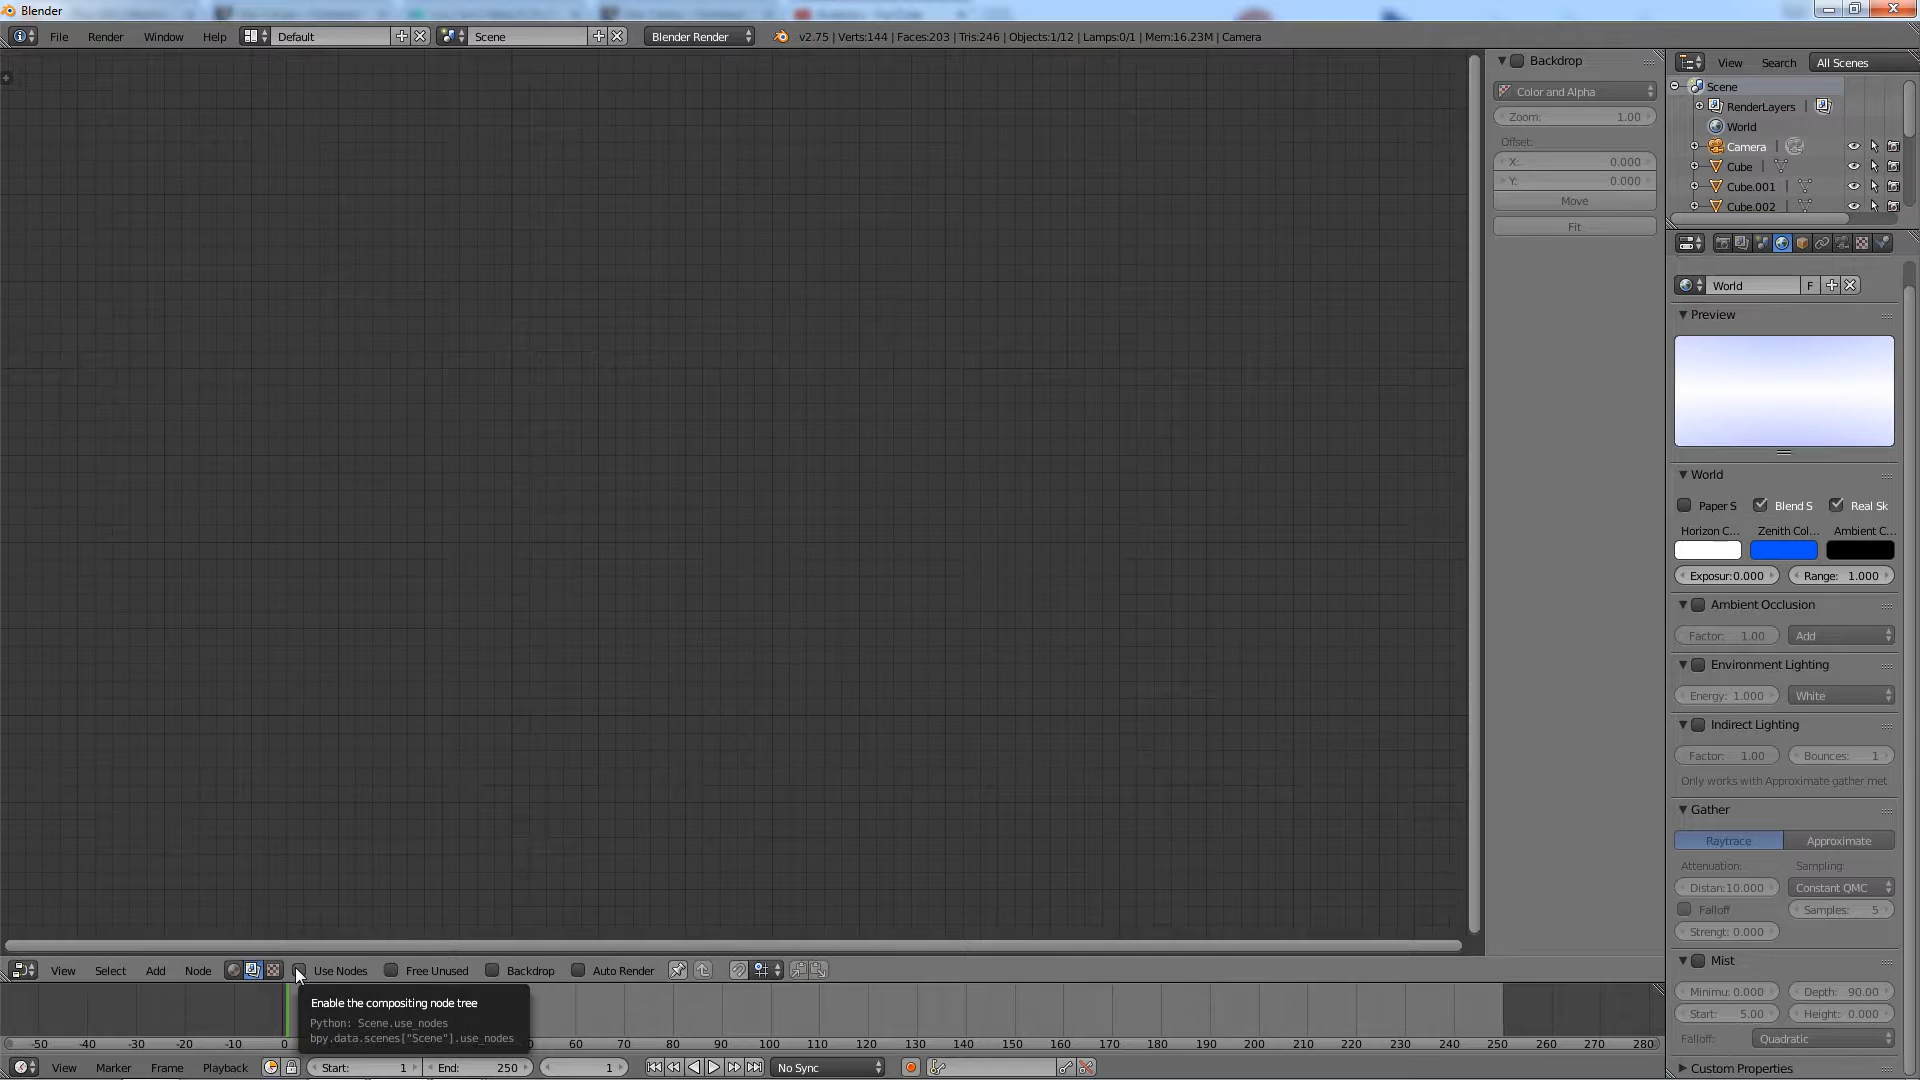 Blender
File Render Window Help Default Scene Blender Render v2.75 | Verts:144 | Faces:203 | Tris:246 | Objects:1/12 | Lamps:0/1 | Mem:16.23M | Camera
Backdrop
Color and Alpha
Zoom: 1.00
Offset:
X: 0.000
Y: 0.000
Move
Fit
View Search All Scenes
Scene
RenderLayers
World
Camera
Cube
Cube.001
Cube.002
World F
Preview
World
Paper S Blend S Real Sk
Horizon C... Zenith Col... Ambient C...
Exposur:0.000 Range: 1.000
Ambient Occlusion
Factor: 1.00 Add
Environment Lighting
Energy: 1.000 White
Indirect Lighting
Factor: 1.00 Bounces: 1
Only works with Approximate gather met
Gather
Raytrace Approximate
Attenuation: Sampling:
Distan:10.000 Constant QMC
Falloff Samples: 5
Strengt: 0.000
Mist
Minimu: 0.000 Depth: 90.00
Start: 5.00 Height: 0.000
Falloff: Quadratic
Custom Properties
View Select Add Node Use Nodes Free Unused Backdrop Auto Render
Enable the compositing node tree
Python: Scene.use_nodes
bpy.data.scenes["Scene"].use_nodes
-50 -40 -30 -20 -10 0 60 70 80 90 100 110 120 130 140 150 160 170 180 190 200 210 220 230 240 250 260 270 280
View Marker Frame Playback Start: 1 End: 250 1 No Sync